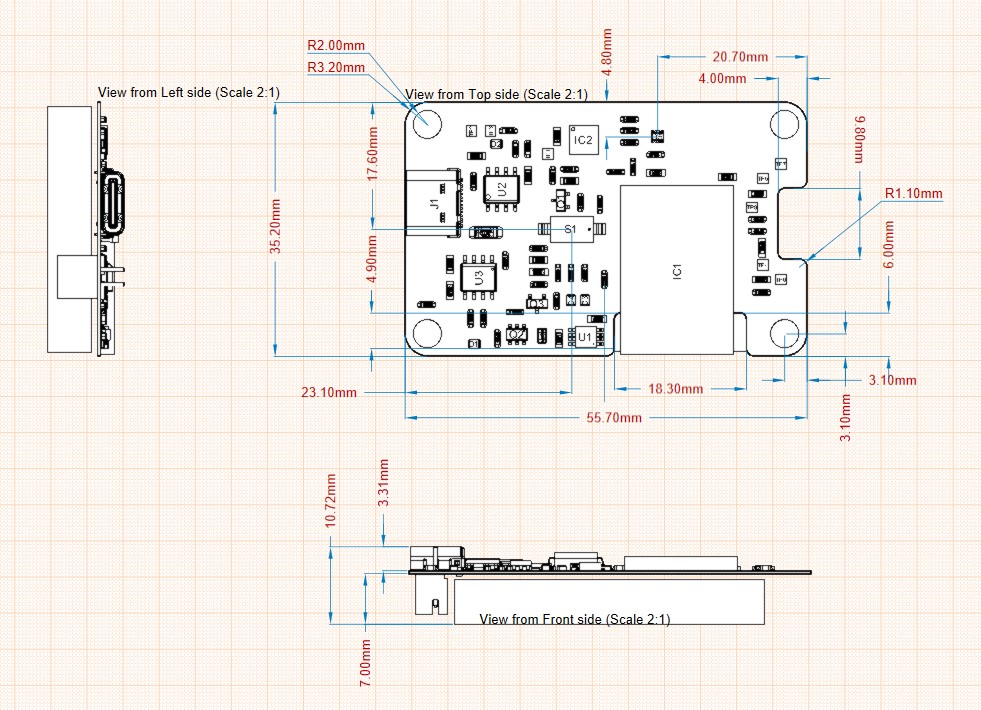 R2.00mm
R3.20mm
View from Left side (Scale 2:1)
View from Top side (Scale 2:1)
4.80mm
20.70mm
4.00mm
17.60mm
35.20mm
4.90mm
9.80mm
R1.10mm
6.00mm
IC2
U2
J1
S1
IC1
U3
Q2
U1
23.10mm
18.30mm
55.70mm
3.10mm
3.10mm
10.72mm
3.31mm
View from Front side (Scale 2:1)
7.00mm